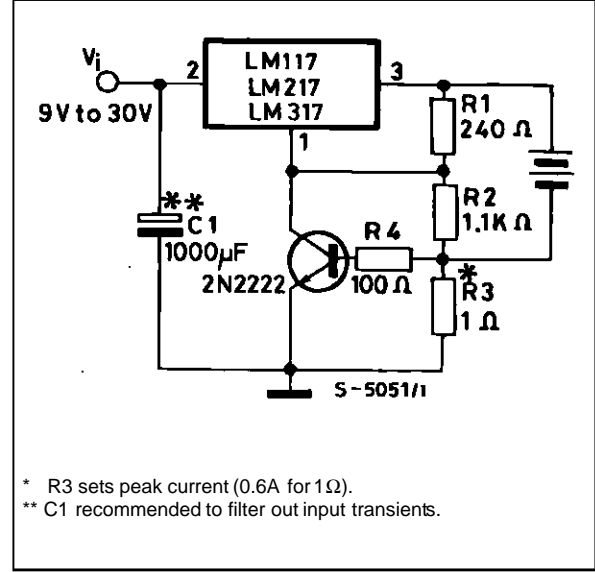 Vi
9V to 30V
2
LM117
LM217
LM317
3
1
R1
240 Ω
R2
1.1K Ω
**
C1
1000µF
2N2222
R4
100 Ω
*
R3
1 Ω
S-5051/1
* R3 sets peak current (0.6A for 1Ω).
** C1 recommended to filter out input transients.